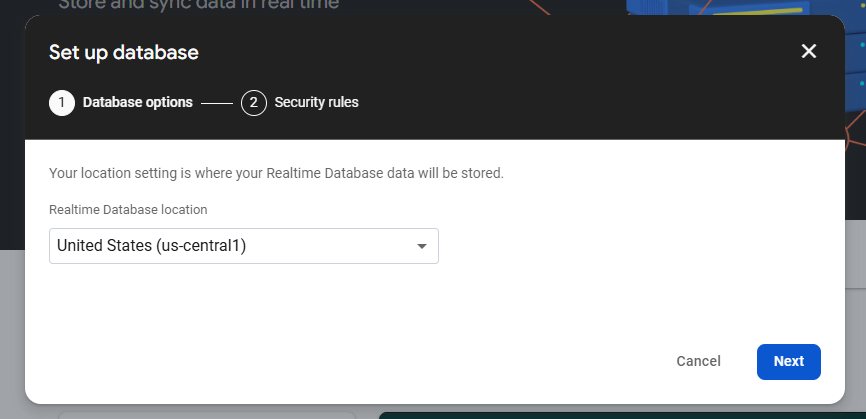 Store and sync data in real time
Set up database
1 Database options 2 Security rules
Your location setting is where your Realtime Database data will be stored.
Realtime Database location
United States (us-central1)
Cancel Next